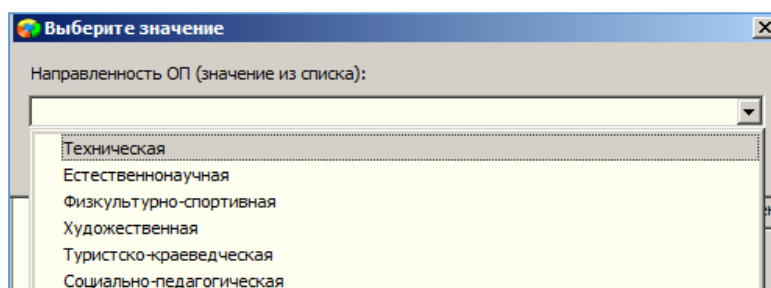 Выберите значение
Направленность ОП (значение из списка):
Техническая
Естественнонаучная
Физкультурно-спортивная
Художественная
Туристско-краеведческая
Социально-педагогическая